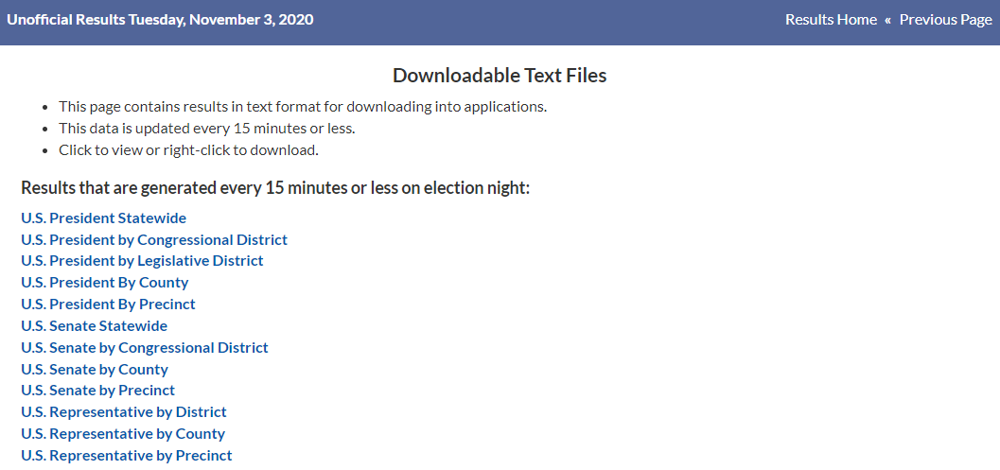 Unofficial Results Tuesday, November 3, 2020
Results Home « Previous Page
Downloadable Text Files
• This page contains results in text format for downloading into applications.
• This data is updated every 15 minutes or less.
• Click to view or right-click to download.
Results that are generated every 15 minutes or less on election night:
U.S. President Statewide
U.S. President by Congressional District
U.S. President by Legislative District
U.S. President By County
U.S. President By Precinct
U.S. Senate Statewide
U.S. Senate by Congressional District
U.S. Senate by County
U.S. Senate by Precinct
U.S. Representative by District
U.S. Representative by County
U.S. Representative by Precinct